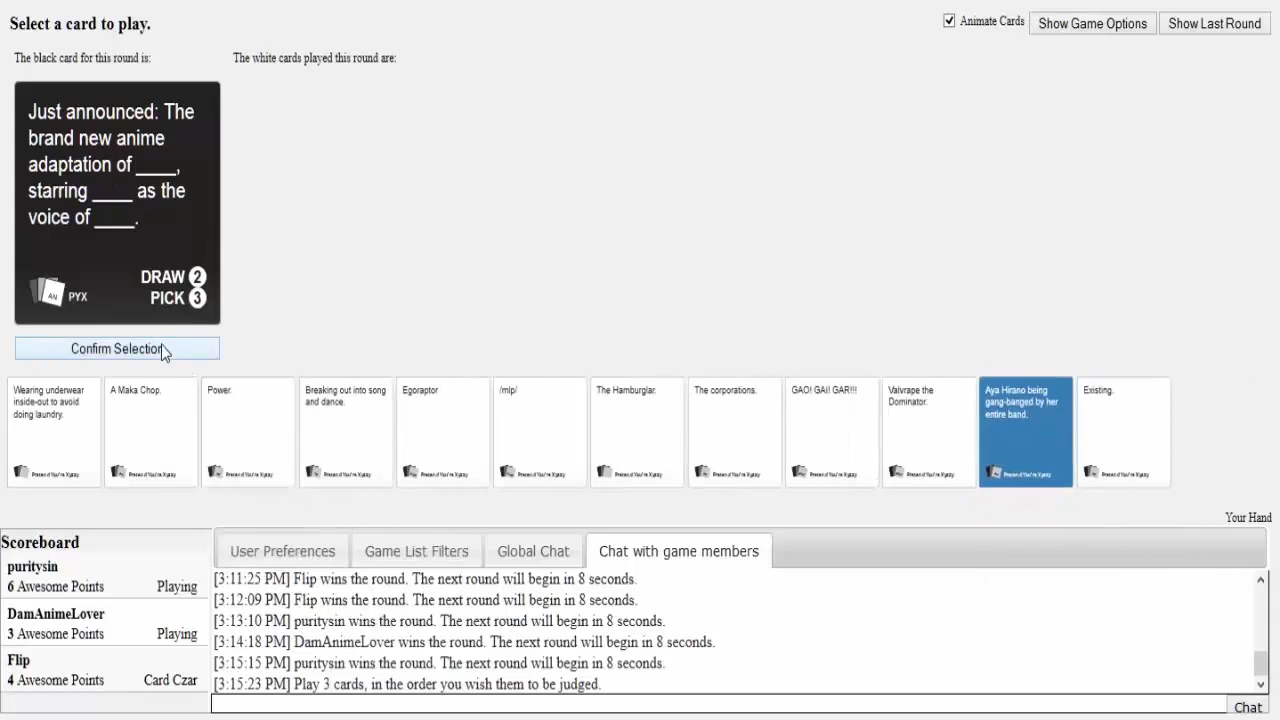 Select a card to play.
Animate Cards
Show Game Options
Show Last Round
The black card for this round is:
The white cards played this round are:
Just announced: The
brand new anime
adaptation of ____,
starring ____ as the
voice of ____.
DRAW 2
PICK 3
AN
PYX
Confirm Selection
Wearing underwear
inside-out to avoid
doing laundry.
A Maka Chop.
Power.
Breaking out into song
and dance.
Egoraptor
/mlp/
The Hamburglar.
The corporations.
GAO! GAI! GAR!!!
Valvrape the
Dominator.
Aya Hirano being
gang-banged by her
entire band.
Existing.
Your Hand
Scoreboard
puritysin
6 Awesome Points
Playing
DamAnimeLover
3 Awesome Points
Playing
Flip
4 Awesome Points
Card Czar
User Preferences
Game List Filters
Global Chat
Chat with game members
[3:11:25 PM] Flip wins the round. The next round will begin in 8 seconds.
[3:12:09 PM] Flip wins the round. The next round will begin in 8 seconds.
[3:13:10 PM] puritysin wins the round. The next round will begin in 8 seconds.
[3:14:18 PM] DamAnimeLover wins the round. The next round will begin in 8 seconds.
[3:15:15 PM] puritysin wins the round. The next round will begin in 8 seconds.
[3:15:23 PM] Play 3 cards, in the order you wish them to be judged.
Chat